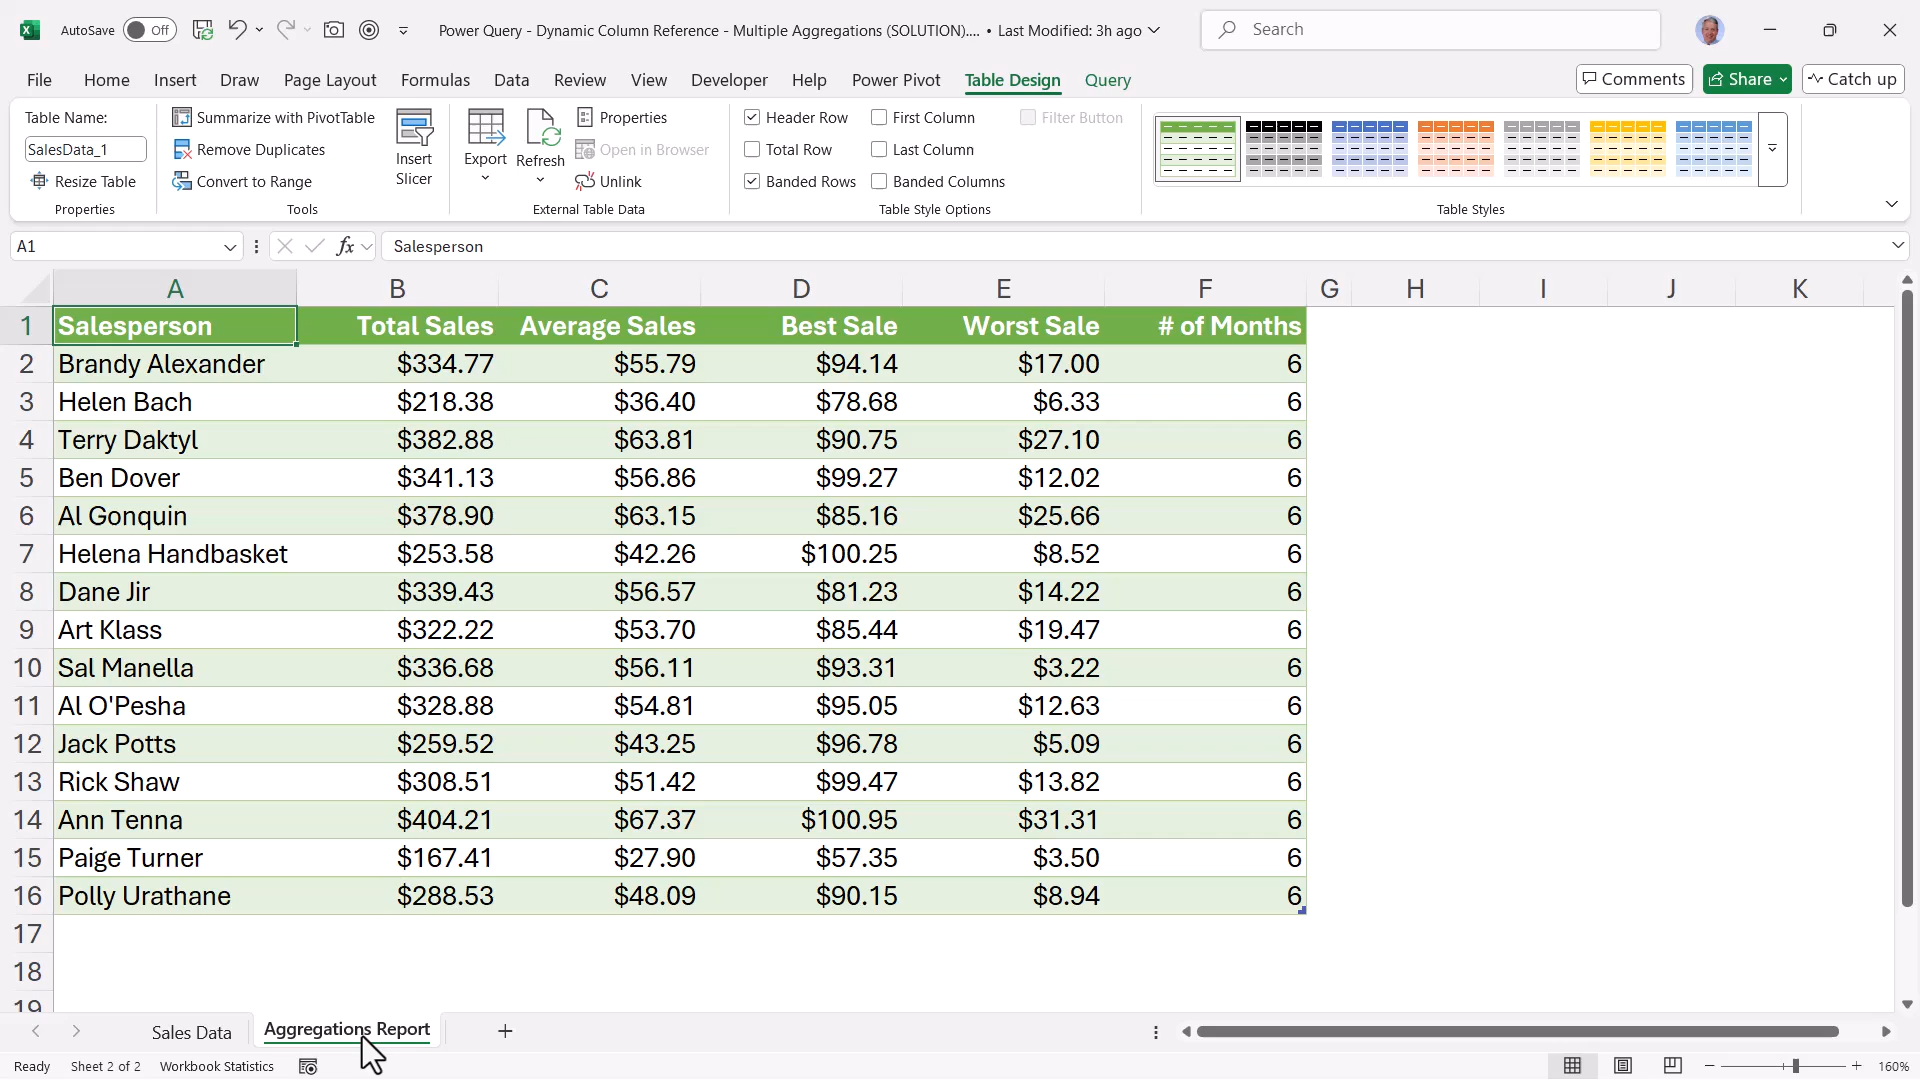 AutoSave Off Power Query - Dynamic Column Reference - Multiple Aggregations (SOLUTION).... • Last Modified: 3h ago Search
File Home Insert Draw Page Layout Formulas Data Review View Developer Help Power Pivot Table Design Query Comments Share Catch up
Table Name:
SalesData_1
Resize Table
Properties
Summarize with PivotTable
Remove Duplicates
Convert to Range
Insert
Slicer
Tools
Export
Refresh
Properties
Open in Browser
Unlink
External Table Data
Header Row First Column Filter Button
Total Row Last Column
Banded Rows Banded Columns
Table Style Options
Table Styles
A1 fx Salesperson
A B C D E F G H I J K
1 Salesperson Total Sales Average Sales Best Sale Worst Sale # of Months
2 Brandy Alexander $334.77 $55.79 $94.14 $17.00 6
3 Helen Bach $218.38 $36.40 $78.68 $6.33 6
4 Terry Daktyl $382.88 $63.81 $90.75 $27.10 6
5 Ben Dover $341.13 $56.86 $99.27 $12.02 6
6 Al Gonquin $378.90 $63.15 $85.16 $25.66 6
7 Helena Handbasket $253.58 $42.26 $100.25 $8.52 6
8 Dane Jir $339.43 $56.57 $81.23 $14.22 6
9 Art Klass $322.22 $53.70 $85.44 $19.47 6
10 Sal Manella $336.68 $56.11 $93.31 $3.22 6
11 Al O'Pesha $328.88 $54.81 $95.05 $12.63 6
12 Jack Potts $259.52 $43.25 $96.78 $5.09 6
13 Rick Shaw $308.51 $51.42 $99.47 $13.82 6
14 Ann Tenna $404.21 $67.37 $100.95 $31.31 6
15 Paige Turner $167.41 $27.90 $57.35 $3.50 6
16 Polly Urathane $288.53 $48.09 $90.15 $8.94 6
17
18
19
Sales Data Aggregations Report
Ready Sheet 2 of 2 Workbook Statistics 160%